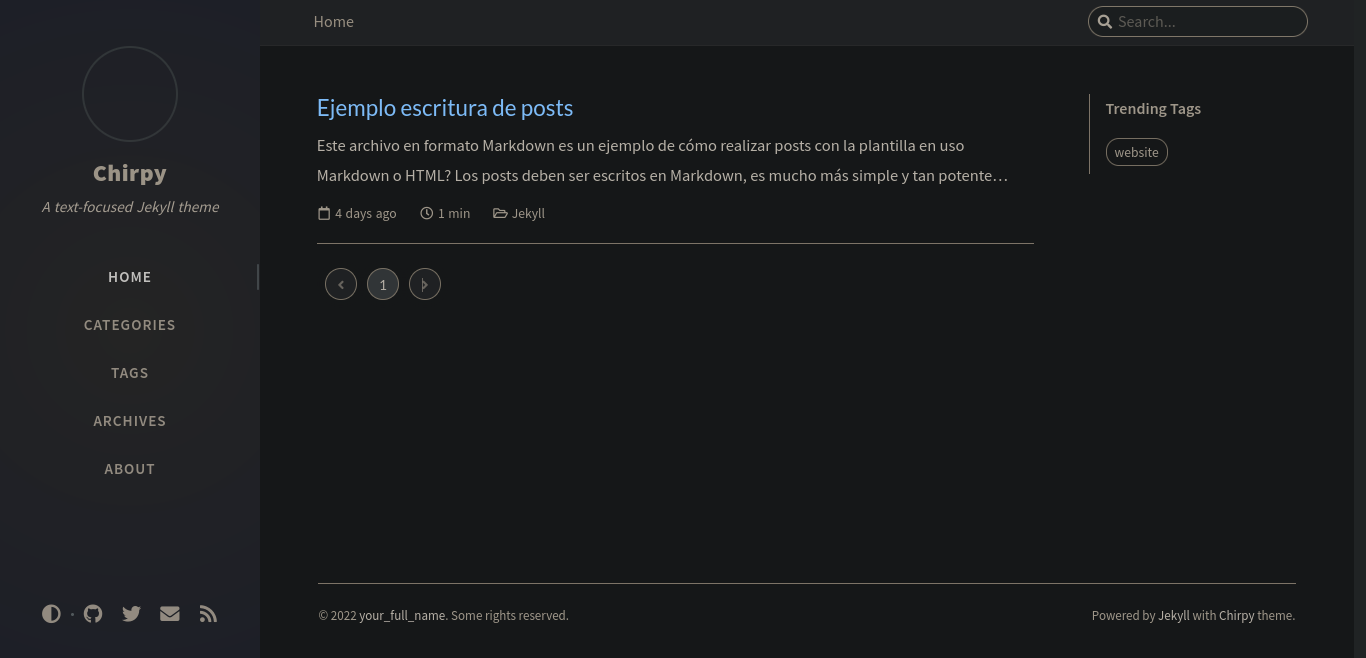 Home
Search...
Chirpy
A text-focused Jekyll theme
HOME
CATEGORIES
TAGS
ARCHIVES
ABOUT
Ejemplo escritura de posts
Este archivo en formato Markdown es un ejemplo de cómo realizar posts con la plantilla en uso
Markdown o HTML? Los posts deben ser escritos en Markdown, es mucho más simple y tan potente…
4 days ago 1 min Jekyll
1
Trending Tags
website
© 2022 your_full_name. Some rights reserved.
Powered by Jekyll with Chirpy theme.